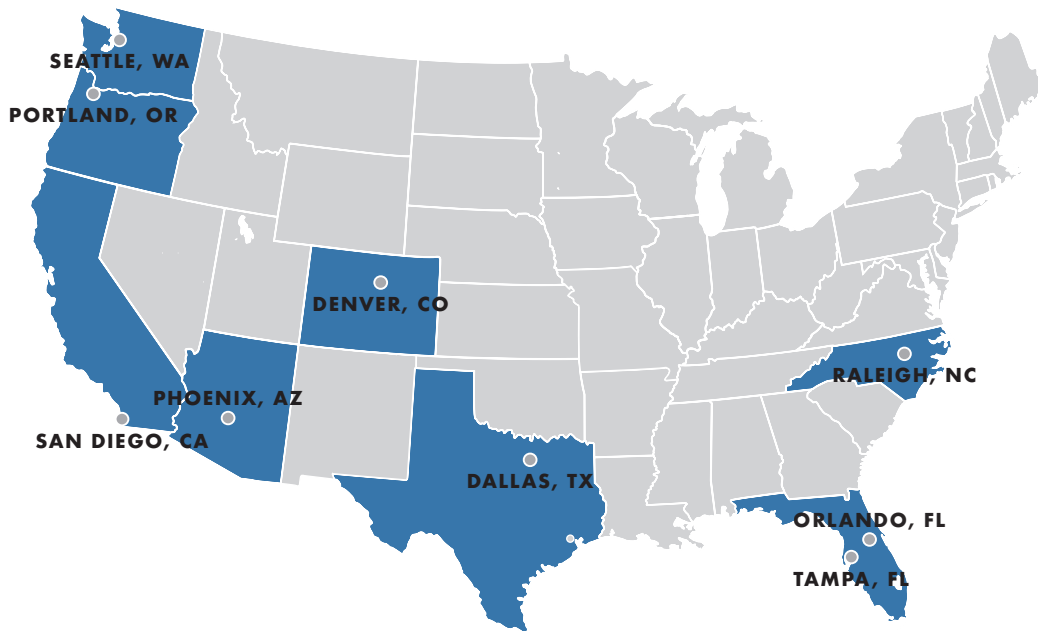 SEATTLE, WA
PORTLAND, OR
DENVER, CO
RALEIGH, NC
PHOENIX, AZ
SAN DIEGO, CA
DALLAS, TX
ORLANDO, FL
TAMPA, FL